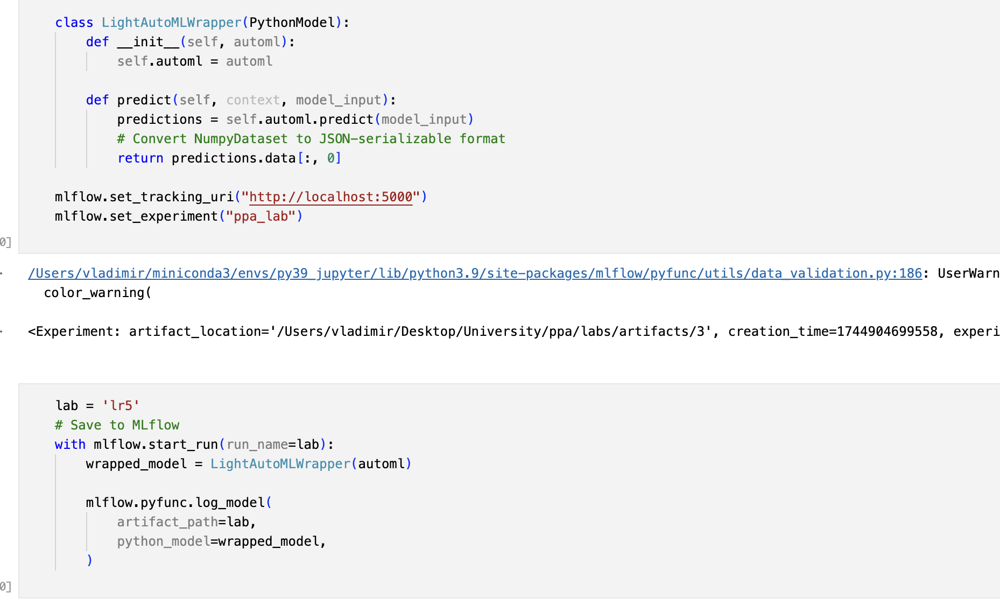 class LightAutoMLWrapper(PythonModel):
def __init__(self, automl):
self.automl = automl
def predict(self, context, model_input):
predictions = self.automl.predict(model_input)
# Convert NumpyDataset to JSON-serializable format
return predictions.data[:, 0]
mlflow.set_tracking_uri("http://localhost:5000")
mlflow.set_experiment("ppa_lab")
0]
/Users/vladimir/miniconda3/envs/py39_jupyter/lib/python3.9/site-packages/mlflow/pyfunc/utils/data_validation.py:186: UserWarn
color_warning(
<Experiment: artifact_location='/Users/vladimir/Desktop/University/ppa/labs/artifacts/3', creation_time=1744904699558, experi
lab = 'lr5'
# Save to MLflow
with mlflow.start_run(run_name=lab):
wrapped_model = LightAutoMLWrapper(automl)
mlflow.pyfunc.log_model(
artifact_path=lab,
python_model=wrapped_model,
)
0]